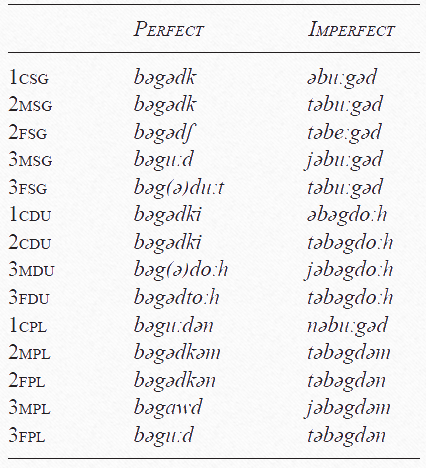 PERFECT IMPERFECT
1CSG bəgədk əbuːgəd
2MSG bəgədk təbuːgəd
2FSG bəgədʃ təbeːgəd
3MSG bəguːd jəbuːgəd
3FSG bəg(ə)duːt təbuːgəd
1CDU bəgədki əbəgdoːh
2CDU bəgədki təbəgdoːh
3MDU bəg(ə)doːh jəbəgdoːh
3FDU bəgədtoːh təbəgdoːh
1CPL bəguːdən nəbuːgəd
2MPL bəgədkəm təbəgdəm
2FPL bəgədkən təbəgdən
3MPL bəgawd jəbəgdəm
3FPL bəguːd təbəgdən